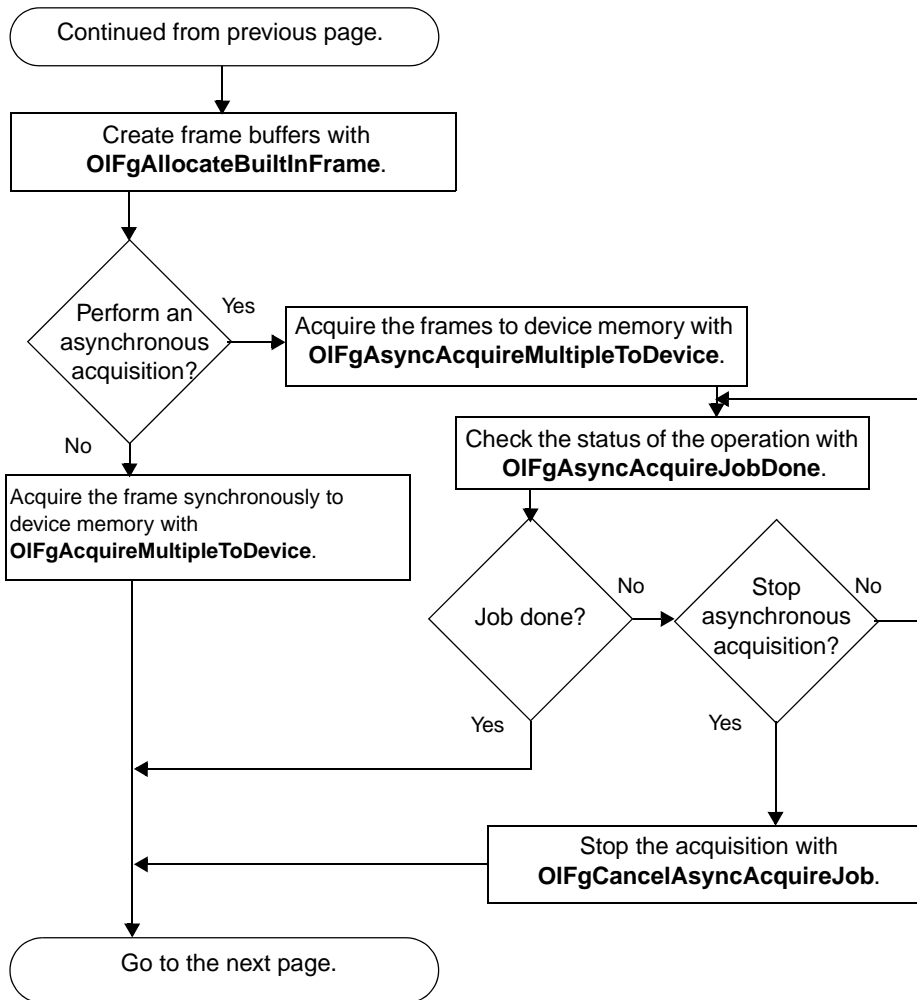 Continued from previous page.
Create frame buffers with
OlFgAllocateBuiltInFrame.
Perform an
asynchronous
acquisition?
Yes
Acquire the frames to device memory with
OlFgAsyncAcquireMultipleToDevice.
No
Check the status of the operation with
OlFgAsyncAcquireJobDone.
Acquire the frame synchronously to
device memory with
OlFgAcquireMultipleToDevice.
Job done?
No
Stop
asynchronous
acquisition?
No
Yes
Yes
Stop the acquisition with
OlFgCancelAsyncAcquireJob.
Go to the next page.